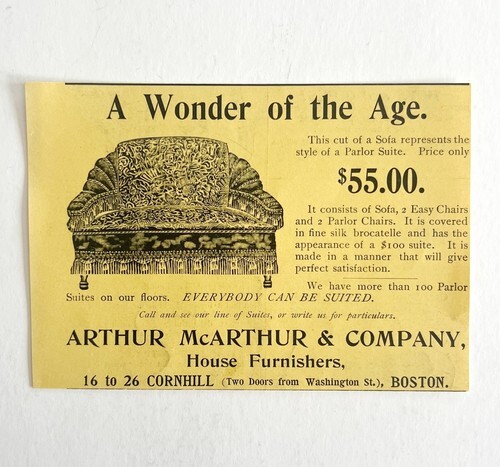 A Wonder of the Age.
This cut of a Sofa represents the
style of a Parlor Suite. Price only
$55.00.
It consists of Sofa, 2 Easy Chairs
and 2 Parlor Chairs. It is covered
in fine silk brocatelle and has the
appearance of a $100 suite. It is
made in a manner that will give
perfect satisfaction.
We have more than 100 Parlor
Suites on our floors. EVERYBODY CAN BE SUITED.
Call and see our line of Suites, or write us for particulars.
ARTHUR McARTHUR & COMPANY,
House Furnishers,
16 to 26 CORNHILL (Two Doors from Washington St.), BOSTON.